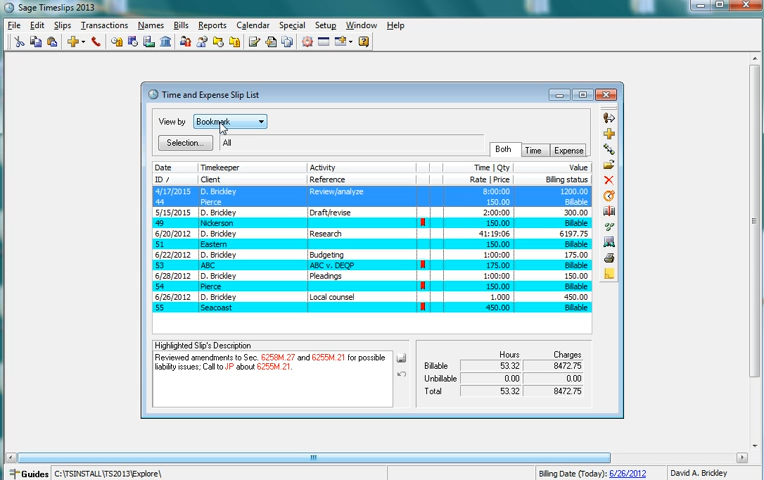 Sage Timeslips 2013
File Edit Slips Transactions Names Bills Reports Calendar Special Setup Window Help
Time and Expense Slip List
View by Bookmark
Selection... All
Both Time Expense
Date Timekeeper Activity Time | Qty Value
ID / Client Reference Rate | Price Billing status
4/17/2015 D. Brickley Review/analyze 8:00:00 1200.00
44 Pierce 150.00 Billable
5/15/2015 D. Brickley Draft/revise 2:00:00 300.00
49 Nickerson 150.00 Billable
6/20/2012 D. Brickley Research 41:19:06 6197.75
51 Eastern 150.00 Billable
6/22/2012 D. Brickley Budgeting 1:00:00 175.00
53 ABC ABC v. DEQP 175.00 Billable
6/28/2012 D. Brickley Pleadings 1:00:00 150.00
54 Pierce 150.00 Billable
6/26/2012 D. Brickley Local counsel 1.000 450.00
55 Seacoast 450.00 Billable
Highlighted Slip's Description
Reviewed amendments to Sec. 6258M.27 and 6255M.21 for possible
liability issues; Call to JP about 6255M.21.
Hours Charges
Billable 53.32 8472.75
Unbillable 0.00 0.00
Total 53.32 8472.75
Guides C:\TSINSTALL\TS2013\Explore\ Billing Date (Today): 6/26/2012 David A. Brickley